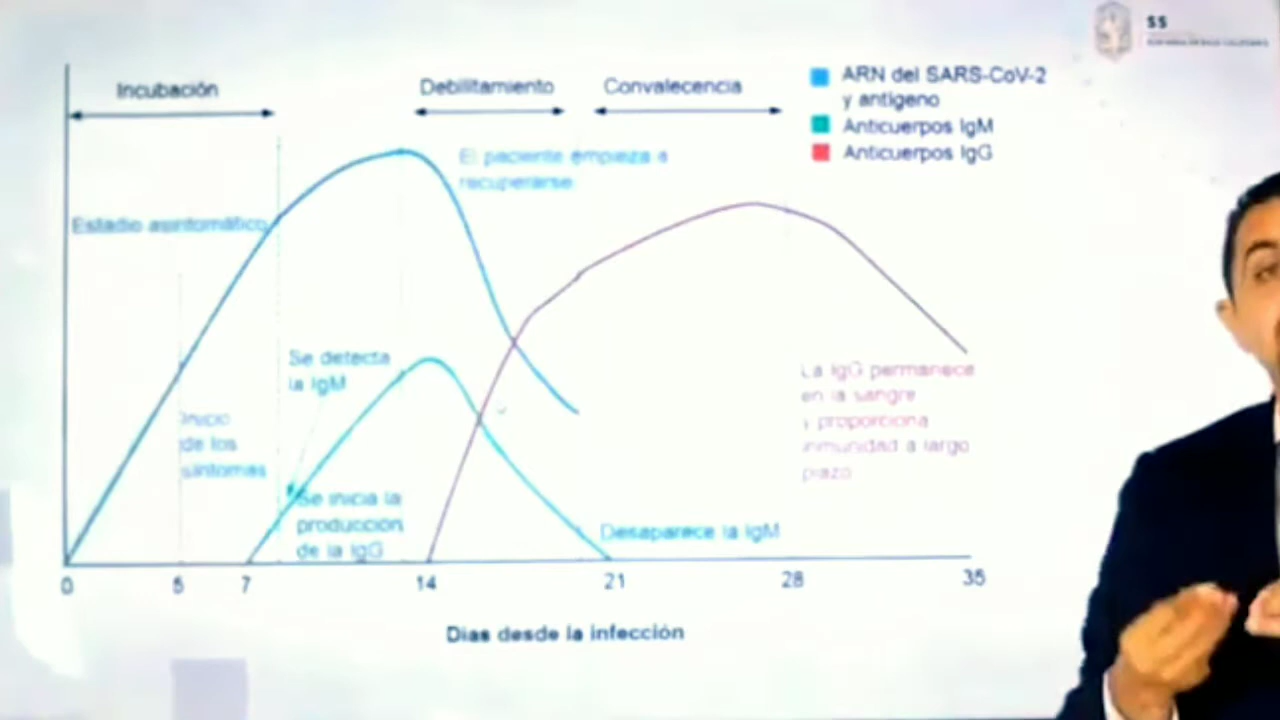 SS
Incubación
Debilitamiento
Convalecencia
ARN del SARS-CoV-2
y antígeno
Anticuerpos IgM
Anticuerpos IgG
El paciente empieza a
recuperarse
Estadio asintomático
Se detecta
la IgM
Inicio
de los
síntomas
Se inicia la
producción
de la IgG
La IgG permanece
en la sangre
y proporciona
inmunidad a largo
plazo
Desaparece la IgM
0 5 7 14 21 28 35
Dias desde la infección